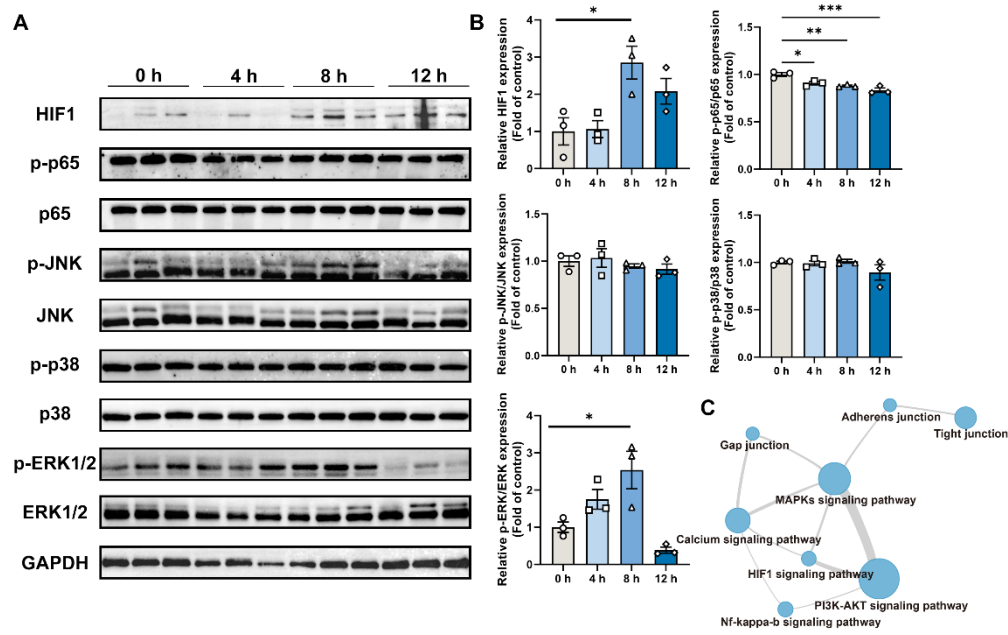 A
0 h 4 h 8 h 12 h
HIF1
p-p65
p65
p-JNK
JNK
p-p38
p38
p-ERK1/2
ERK1/2
GAPDH
B
Relative HIF1 expression
(Fold of control)
4
3
2
1
0
*
0 h 4 h 8 h 12 h
Relative p-p65/p65 expression
(Fold of control)
1.5
1.0
0.5
0.0
***
**
*
0 h 4 h 8 h 12 h
Relative p-JNK/JNK expression
(Fold of control)
1.5
1.0
0.5
0.0
0 h 4 h 8 h 12 h
Relative p-p38/p38 expression
(Fold of control)
1.5
1.0
0.5
0.0
0 h 4 h 8 h 12 h
Relative p-ERK/ERK expression
(Fold of control)
4
3
2
1
0
*
0 h 4 h 8 h 12 h
C
Adherens junction
Tight junction
Gap junction
MAPKs signaling pathway
Calcium signaling pathway
HIF1 signaling pathway
PI3K-AKT signaling pathway
Nf-kappa-b signaling pathway